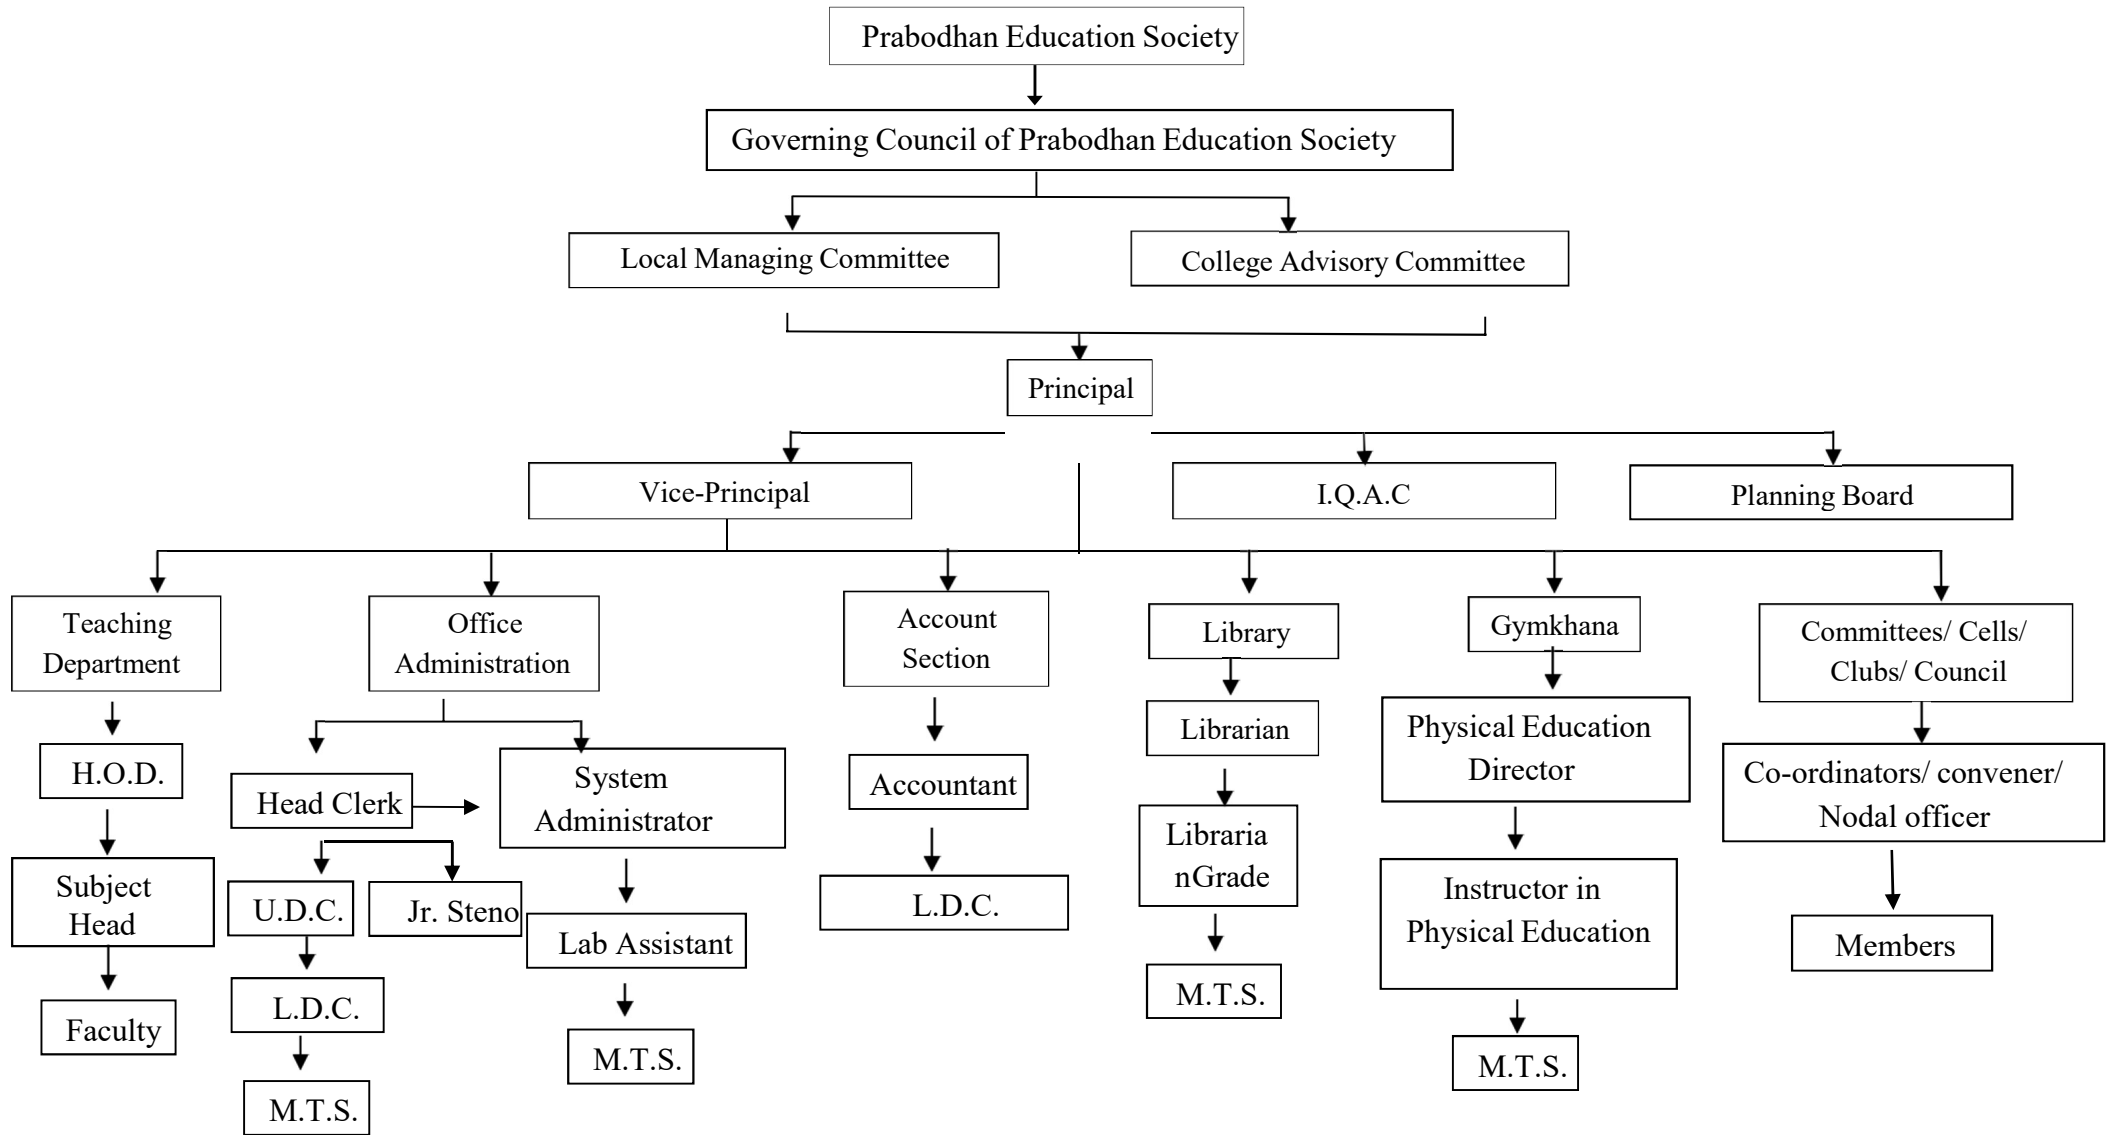 Prabodhan Education Society
Governing Council of Prabodhan Education Society
Local Managing Committee
College Advisory Committee
Principal
Vice-Principal
I.Q.A.C
Planning Board
Teaching
Department
Office
Administration
Account
Section
Library
Gymkhana
Committees/ Cells/
Clubs/ Council
H.O.D.
Head Clerk
System
Administrator
Accountant
Librarian
Physical Education
Director
Co-ordinators/ convener/
Nodal officer
Subject
Head
U.D.C.
Jr. Steno
Lab Assistant
L.D.C.
Libraria
nGrade
Instructor in
Physical Education
Members
Faculty
L.D.C.
M.T.S.
M.T.S.
M.T.S.
M.T.S.